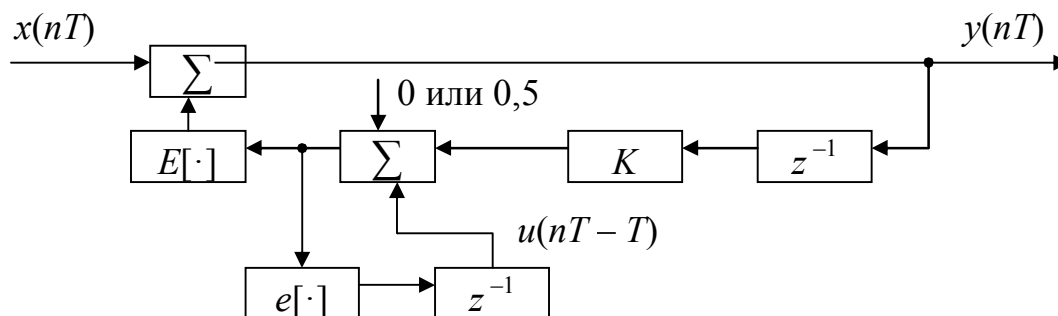 x(nT) y(nT)
∑
0 или 0,5
E[·] ∑ K z⁻¹
u(nT – T)
e[·] z⁻¹